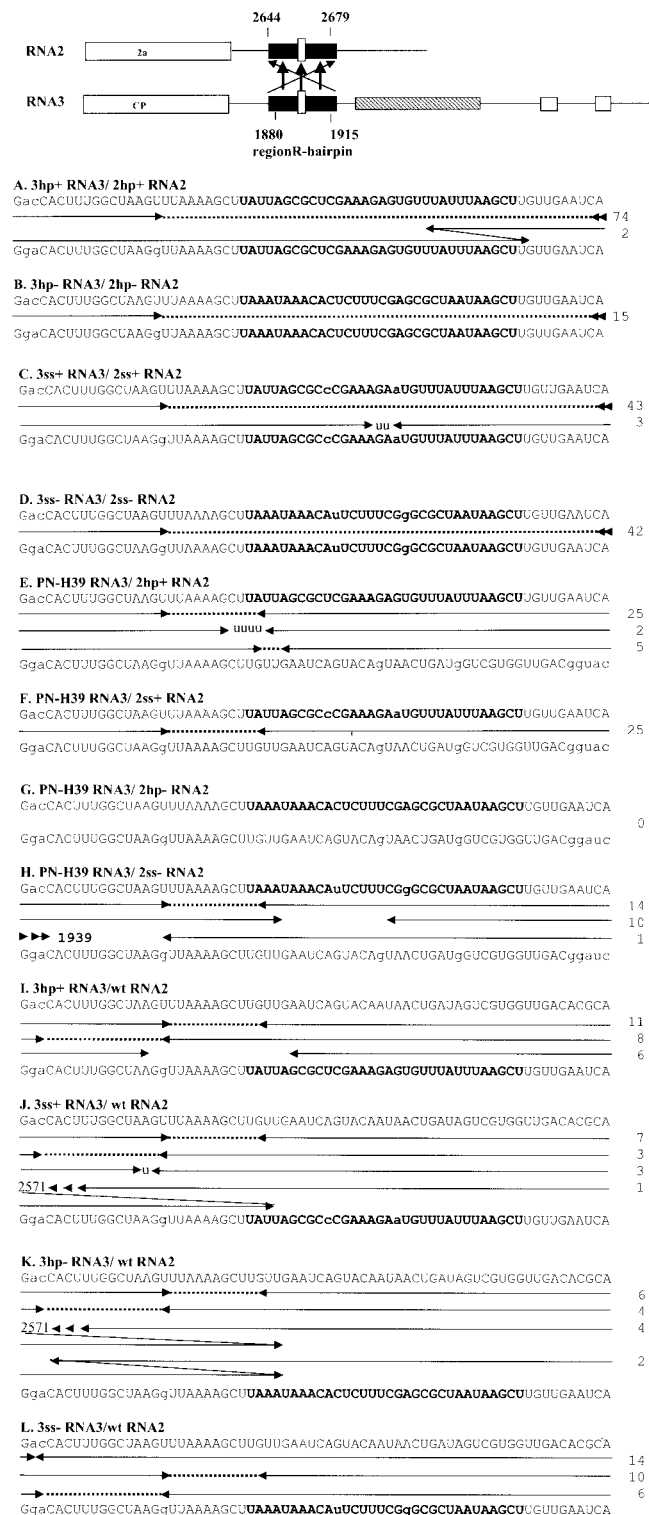 2644 2679
RNA2 2a
RNA3 CP
1880 1915
regionR-hairpin
A. 3hp+ RNA3/ 2hp+ RNA2
GacCACUUUGGCUAAGUUUAAAAGCUUAUUAGCGCUCGAAAGAGUGUUUAUUUAAGCUUGUUGAAUCA
74
2
GgaCACUUUGGCUAAGgUUAAAAGCUUAUUAGCGCUCGAAAGAGUGUUUAUUUAAGCUUGUUGAAUCA
B. 3hp- RNA3/ 2hp- RNA2
GacCACUUUGGCUAAGUUUAAAAGCUUAAAUAAACACUCUUUCGAGCGCUAAUAAGCUUGUUGAAUCA
15
GgaCACUUUGGCUAAGgUUAAAAGCUUAAAUAAACACUCUUUCGAGCGCUAAUAAGCUUGUUGAAUCA
C. 3ss+ RNA3/ 2ss+ RNA2
GacCACUUUGGCUAAGUUUAAAAGCUUAUUAGCGCcCGAAAGAaUGUUUAUUUAAGCUUGUUGAAUCA
43
uu 3
GgaCACUUUGGCUAAGgUUAAAAGCUUAUUAGCGCcCGAAAGAaUGUUUAUUUAAGCUUGUUGAAUCA
D. 3ss- RNA3/ 2ss- RNA2
GacCACUUUGGCUAAGUUUAAAAGCUUAAAUAAACAuUCUUUCGgGCGCUAAUAAGCUUGUUGAAUCA
42
GgaCACUUUGGCUAAGgUUAAAAGCUUAAAUAAACAuUCUUUCGgGCGCUAAUAAGCUUGUUGAAUCA
E. PN-H39 RNA3/ 2hp+ RNA2
GacCACUUUGGCUAAGUUUAAAAGCUUAUUAGCGCUCGAAAGAGUGUUUAUUUAAGCUUGUUGAAUCA
25
uuuu 2
5
GgaCACUUUGGCUAAGgUUAAAAGCUUGUUGAAUCAGUACAgUAACUGAUgGUCGUGGUUGACgguac
F. PN-H39 RNA3/ 2ss+ RNA2
GacCACUUUGGCUAAGUUUAAAAGCUUAUUAGCGCcCGAAAGAaUGUUUAUUUAAGCUUGUUGAAUCA
25
GgaCACUUUGGCUAAGgUUAAAAGCUUGUUGAAUCAGUACAgUAACUGAUgGUCGUGGUUGACgguac
G. PN-H39 RNA3/ 2hp- RNA2
GacCACUUUGGCUAAGUUUAAAAGCUUAAAUAAACACUCUUUCGAGCGCUAAUAAGCUUGUUGAAUCA
0
GgaCACUUUGGCUAAGgUUAAAAGCUUGUUGAAUCAGUACAgUAACUGAUgGUCGUGGUUGACggauc
H. PN-H39 RNA3/ 2ss- RNA2
GacCACUUUGGCUAAGUUUAAAAGCUUAAAUAAACAuUCUUUCGgGCGCUAAUAAGCUUGUUGAAUCA
14
10
1939 1
GgaCACUUUGGCUAAGgUUAAAAGCUUGUUGAAUCAGUACAgUAACUGAUgGUCGUGGUUGACggauc
I. 3hp+ RNA3/wt RNA2
GacCACUUUGGCUAAGUUUAAAAGCUUGUUGAAUCAGUACAAUAACUGAUAGUCGUGGUUGACACGCA
11
8
6
GgaCACUUUGGCUAAGgUUAAAAGCUUAUUAGCGCUCGAAAGAGUGUUUAUUUAAGCUUGUUGAAUCA
J. 3ss+ RNA3/ wt RNA2
GacCACUUUGGCUAAGUUUAAAAGCUUGUUGAAUCAGUACAAUAACUGAUAGUCGUGGUUGACACGCA
7
3
u 3
2571 1
GgaCACUUUGGCUAAGgUUAAAAGCUUAUUAGCGCcCGAAAGAaUGUUUAUUUAAGCUUGUUGAAUCA
K. 3hp- RNA3/ wt RNA2
GacCACUUUGGCUAAGUUUAAAAGCUUGUUGAAUCAGUACAAUAACUGAUAGUCGUGGUUGACACGCA
6
4
2571 4
2
GgaCACUUUGGCUAAGgUUAAAAGCUUAAAUAAACACUCUUUCGAGCGCUAAUAAGCUUGUUGAAUCA
L. 3ss- RNA3/wt RNA2
GacCACUUUGGCUAAGUUUAAAAGCUUGUUGAAUCAGUACAAUAACUGAUAGUCGUGGUUGACACGCA
14
10
6
GgaCACUUUGGCUAAGgUUAAAAGCUUAAAUAAACAuUCUUUCGgGCGCUAAUAAGCUUGUUGAAUCA